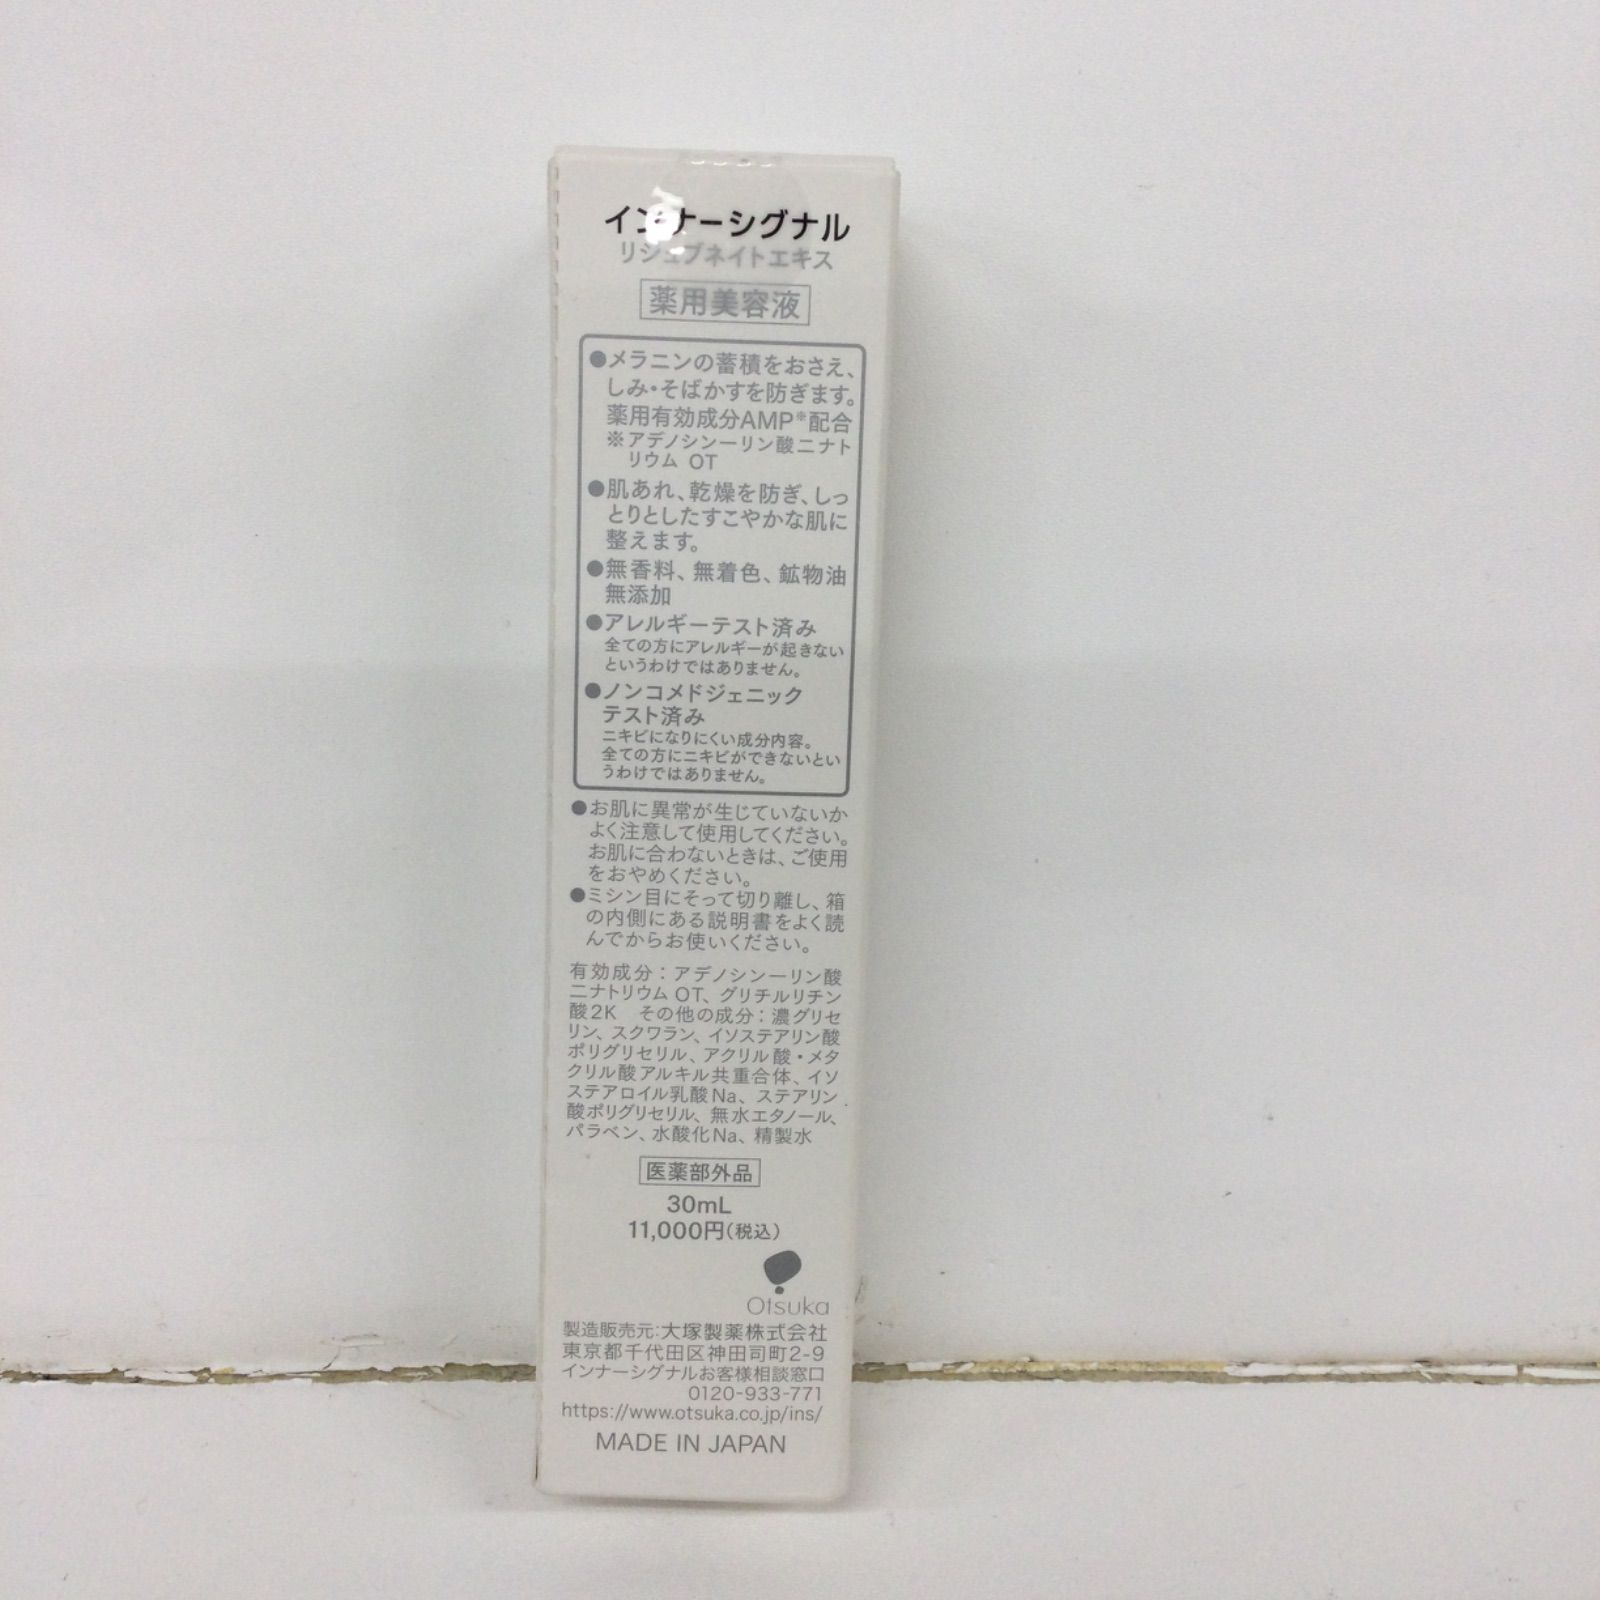 インナーシグナル
リジュブネイトエキス
薬用美容液
●メラニンの蓄積をおさえ、
しみ・そばかすを防ぎます。
薬用有効成分AMP※配合
※アデノシン一リン酸二ナト
リウム OT
●肌あれ、乾燥を防ぎ、しっ
とりとしたすこやかな肌に
整えます。
●無香料、無着色、鉱物油
無添加
●アレルギーテスト済み
全ての方にアレルギーが起きない
というわけではありません。
●ノンコメドジェニック
テスト済み
ニキビになりにくい成分内容。
全ての方にニキビができないとい
うわけではありません。
●お肌に異常が生じていないか
よく注意して使用してください。
お肌に合わないときは、ご使用
をおやめください。
●ミシン目にそって切り離し、箱
の内側にある説明書をよく読
んでからお使いください。
有効成分：アデノシン一リン酸
二ナトリウム OT、グリチルリチン
酸2K その他の成分：濃グリセ
リン、スクワラン、イソステアリン酸
ポリグリセリル、アクリル酸・メタ
クリル酸アルキル共重合体、イソ
ステアロイル乳酸Na、ステアリン
酸ポリグリセリル、無水エタノール、
パラベン、水酸化Na、精製水
医薬部外品
30mL
11,000円(税込)
Otsuka
製造販売元:大塚製薬株式会社
東京都千代田区神田司町2-9
インナーシグナルお客様相談窓口
0120-933-771
https://www.otsuka.co.jp/ins/
MADE IN JAPAN